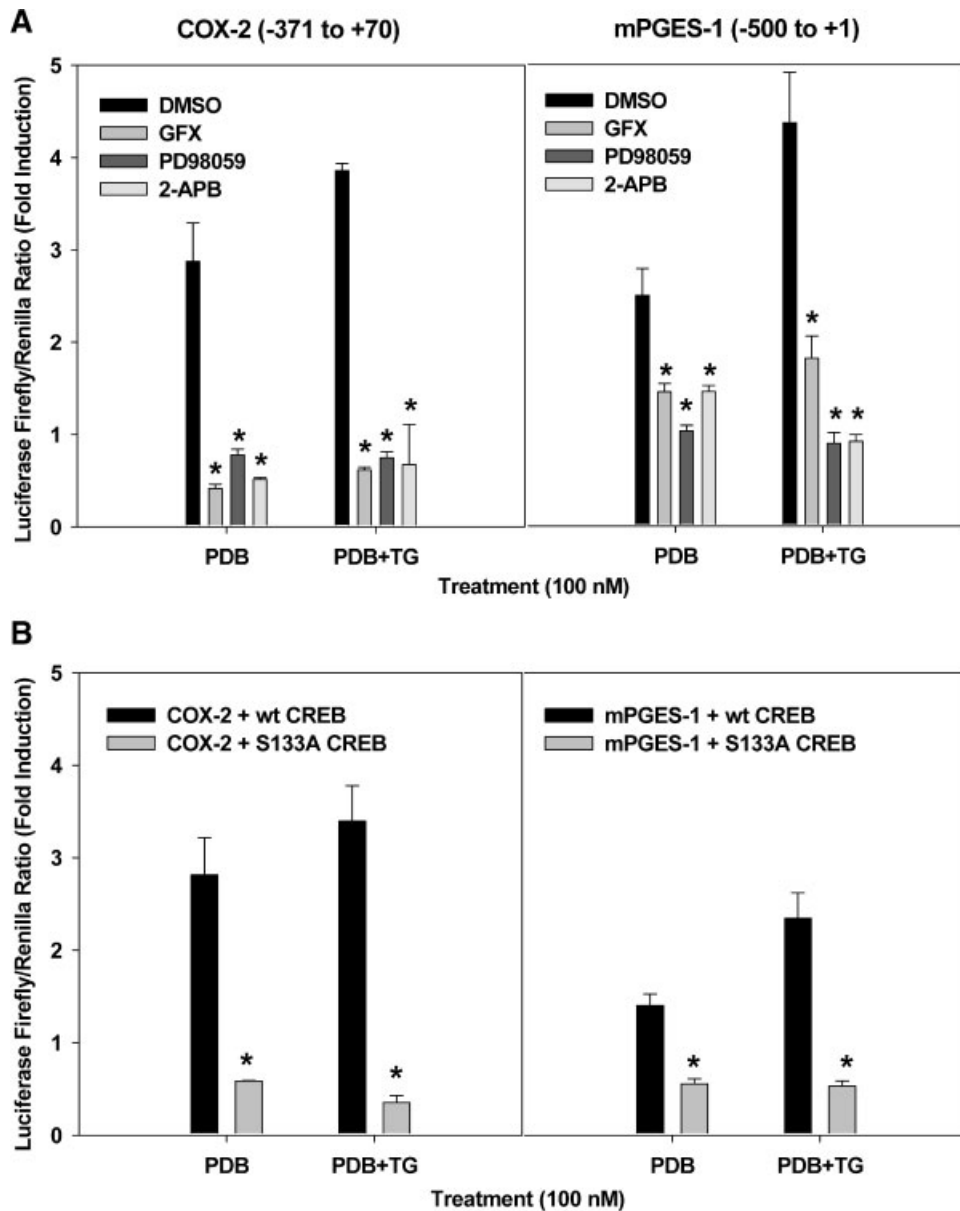 A
COX-2 (-371 to +70)
mPGES-1 (-500 to +1)
Luciferase Firefly/Renilla Ratio (Fold Induction)
5
4
3
2
1
0
DMSO
GFX
PD98059
2-APB
* * *
* * *
PDB
PDB+TG
DMSO
GFX
PD98059
2-APB
* * *
* * *
PDB
PDB+TG
Treatment (100 nM)
B
Luciferase Firefly/Renilla Ratio (Fold Induction)
5
4
3
2
1
0
COX-2 + wt CREB
COX-2 + S133A CREB
*
*
PDB
PDB+TG
mPGES-1 + wt CREB
mPGES-1 + S133A CREB
*
*
PDB
PDB+TG
Treatment (100 nM)